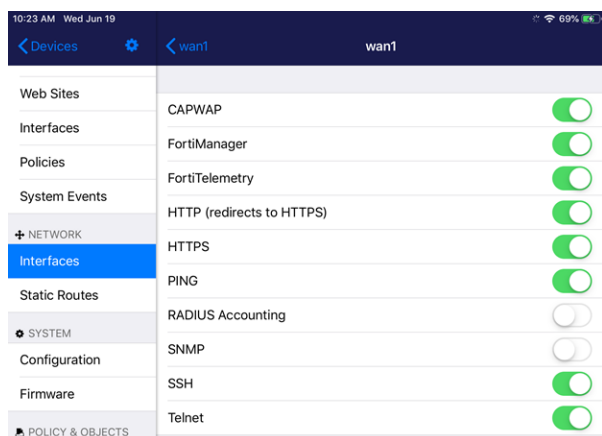 10:23 AM Wed Jun 19
69%
Devices
wan1
wan1
Web Sites
Interfaces
Policies
System Events
NETWORK
Interfaces
Static Routes
SYSTEM
Configuration
Firmware
POLICY & OBJECTS
CAPWAP
FortiManager
FortiTelemetry
HTTP (redirects to HTTPS)
HTTPS
PING
RADIUS Accounting
SNMP
SSH
Telnet